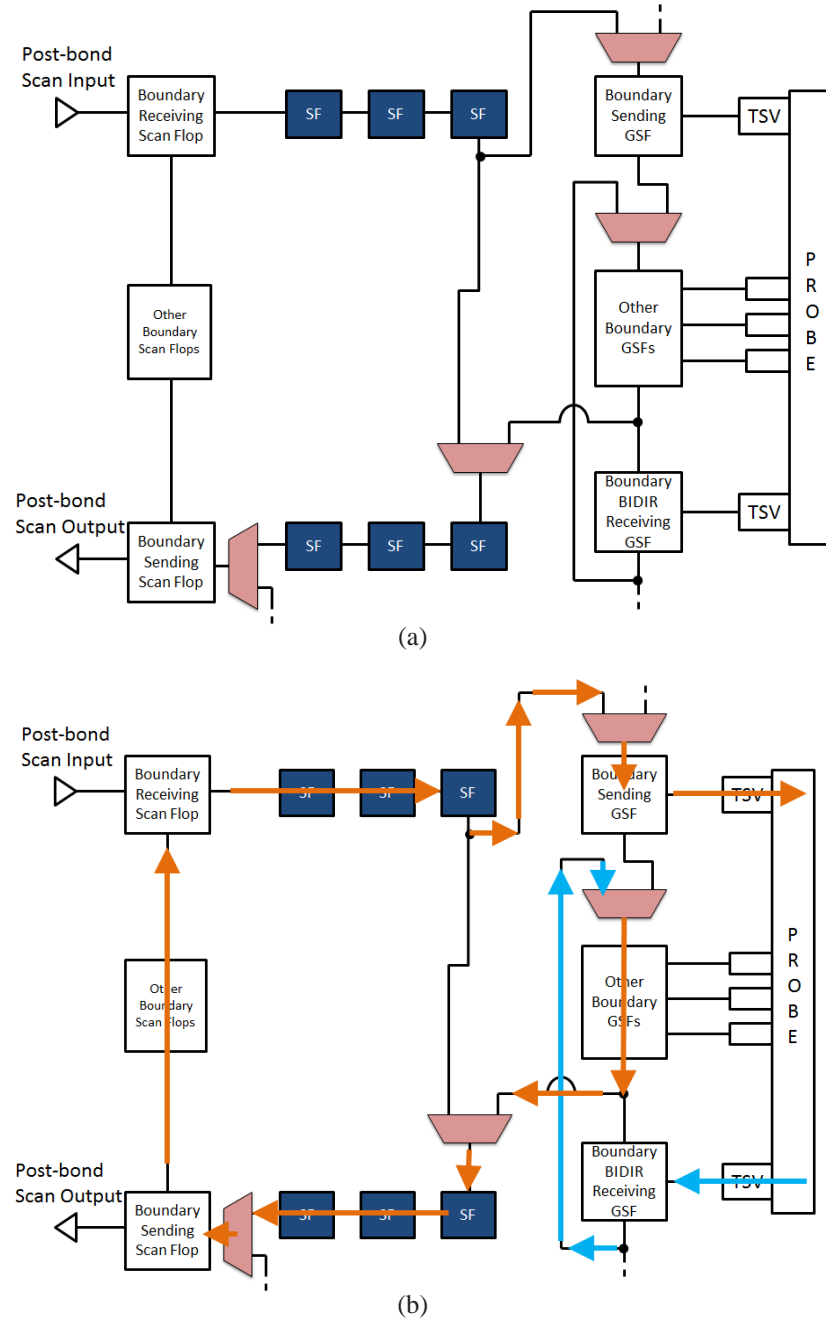 Post-bond
Scan Input
Boundary
Receiving
Scan Flop
SF
SF
SF
Boundary
Sending
GSF
TSV
P
R
O
B
E
Other
Boundary
Scan Flops
Other
Boundary
GSFs
Post-bond
Scan Output
Boundary
Sending
Scan Flop
SF
SF
SF
Boundary
BIDIR
Receiving
GSF
TSV
(a)
Post-bond
Scan Input
Boundary
Receiving
Scan Flop
SF
SF
SF
Boundary
Sending
GSF
TSV
P
R
O
B
E
Other
Boundary
Scan Flops
Other
Boundary
GSFs
Post-bond
Scan Output
Boundary
Sending
Scan Flop
SF
SF
SF
Boundary
BIDIR
Receiving
GSF
TSV
(b)